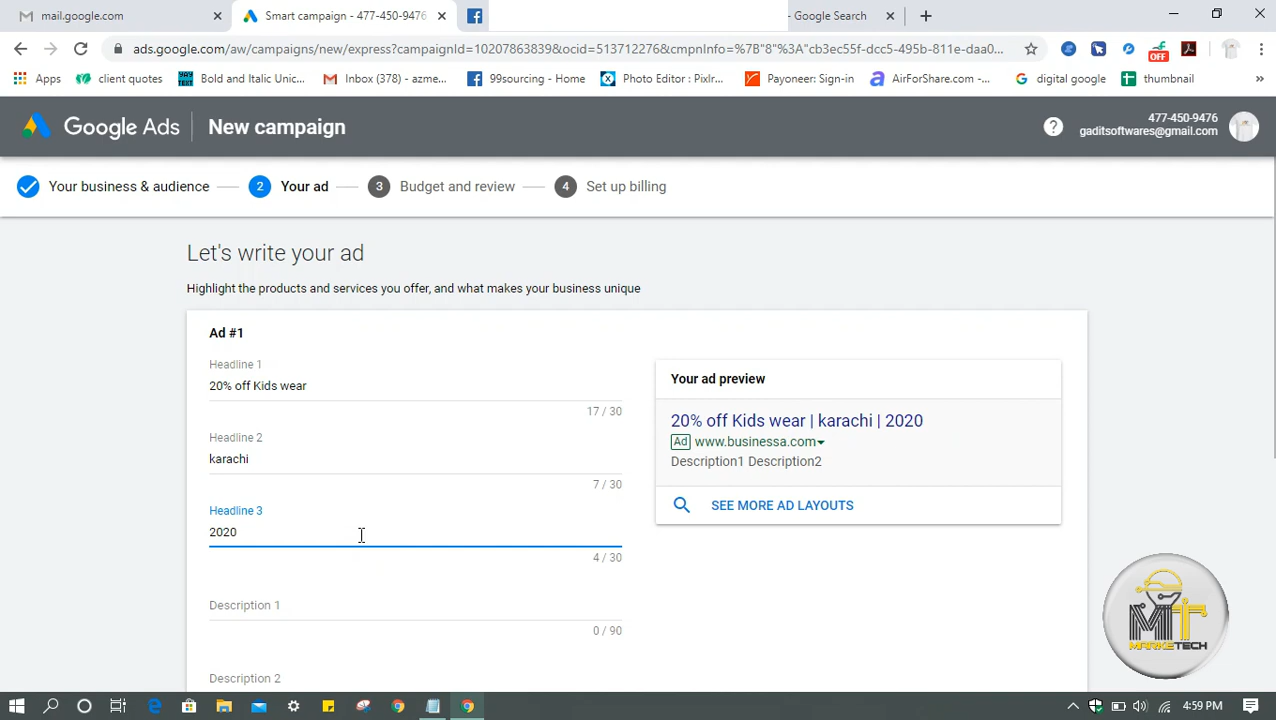 mail.google.com
Smart campaign - 477-450-9476
- Google Search
ads.google.com/aw/campaigns/new/express?campaignId=10207863839&ocid=513712276&cmpnInfo=%7B"8"%3A"cb3ec55f-dcc5-495b-811e-daa0...
OFF
Apps
client quotes
Bold and Italic Unic...
Inbox (378) - azme...
99sourcing - Home
Photo Editor : Pixlr...
Payoneer: Sign-in
AirForShare.com -...
digital google
thumbnail
»
Google Ads
New campaign
477-450-9476
gaditsoftwares@gmail.com
Your business & audience
2 Your ad
3 Budget and review
4 Set up billing
Let's write your ad
Highlight the products and services you offer, and what makes your business unique
Ad #1
Headline 1
20% off Kids wear
17 / 30
Headline 2
karachi
7 / 30
Headline 3
2020
4 / 30
Description 1
0 / 90
Description 2
Your ad preview
20% off Kids wear | karachi | 2020
Ad www.businessa.com
Description1 Description2
SEE MORE AD LAYOUTS
MT
MARKETECH
4:59 PM